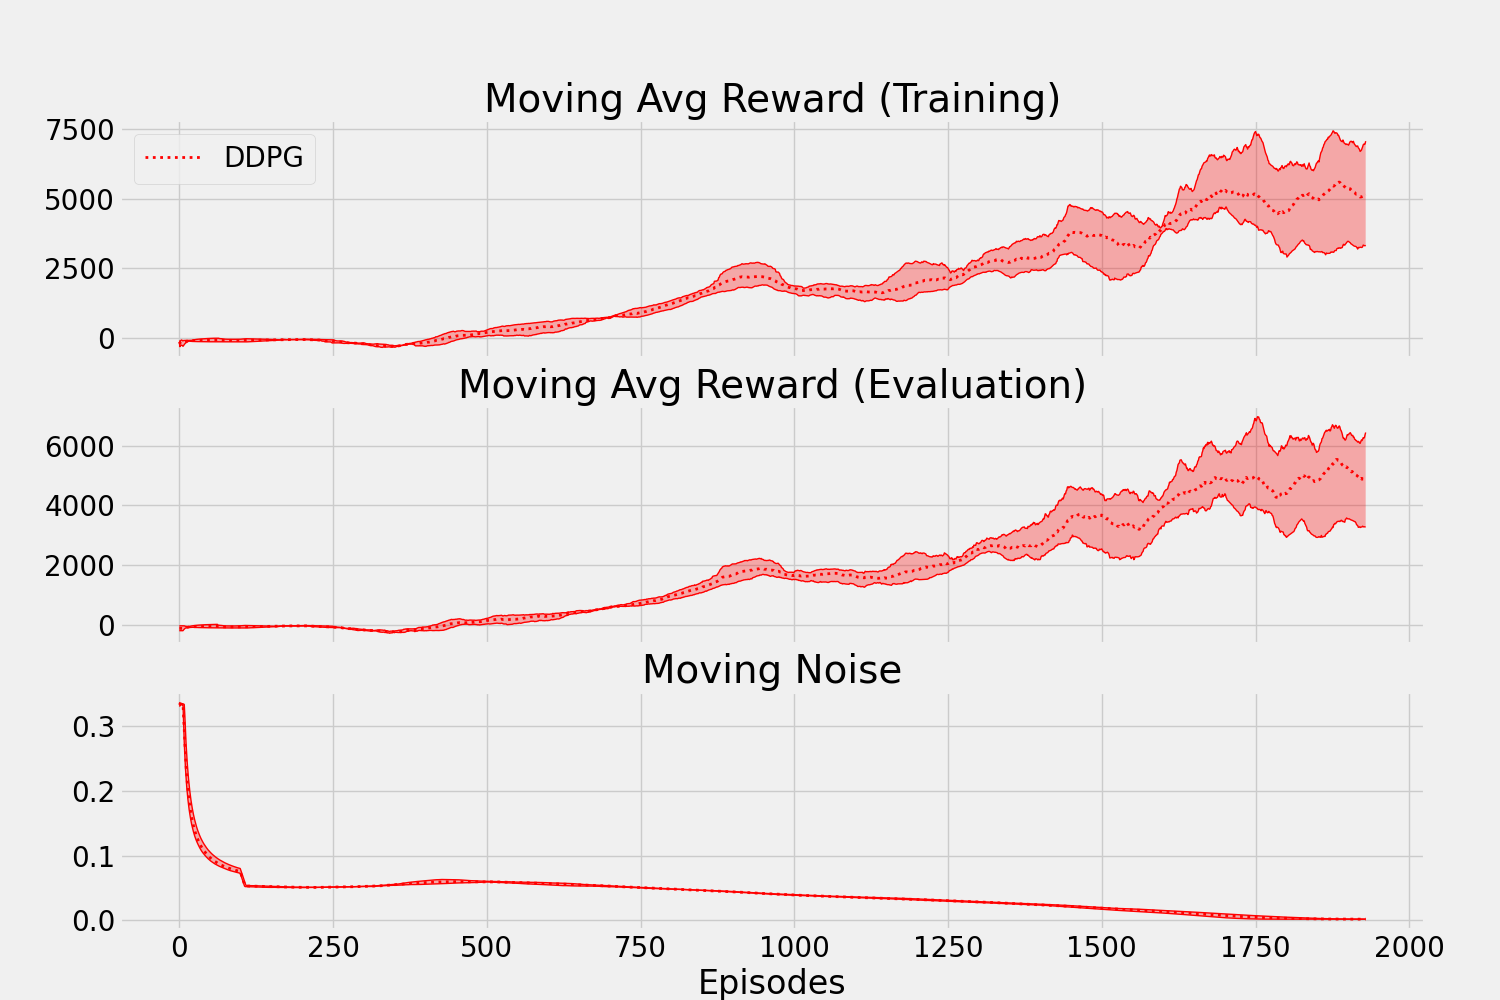 Moving Avg Reward (Training)
7500
5000
2500
0
DDPG
Moving Avg Reward (Evaluation)
6000
4000
2000
0
Moving Noise
0.3
0.2
0.1
0.0
0 250 500 750 1000 1250 1500 1750 2000
Episodes